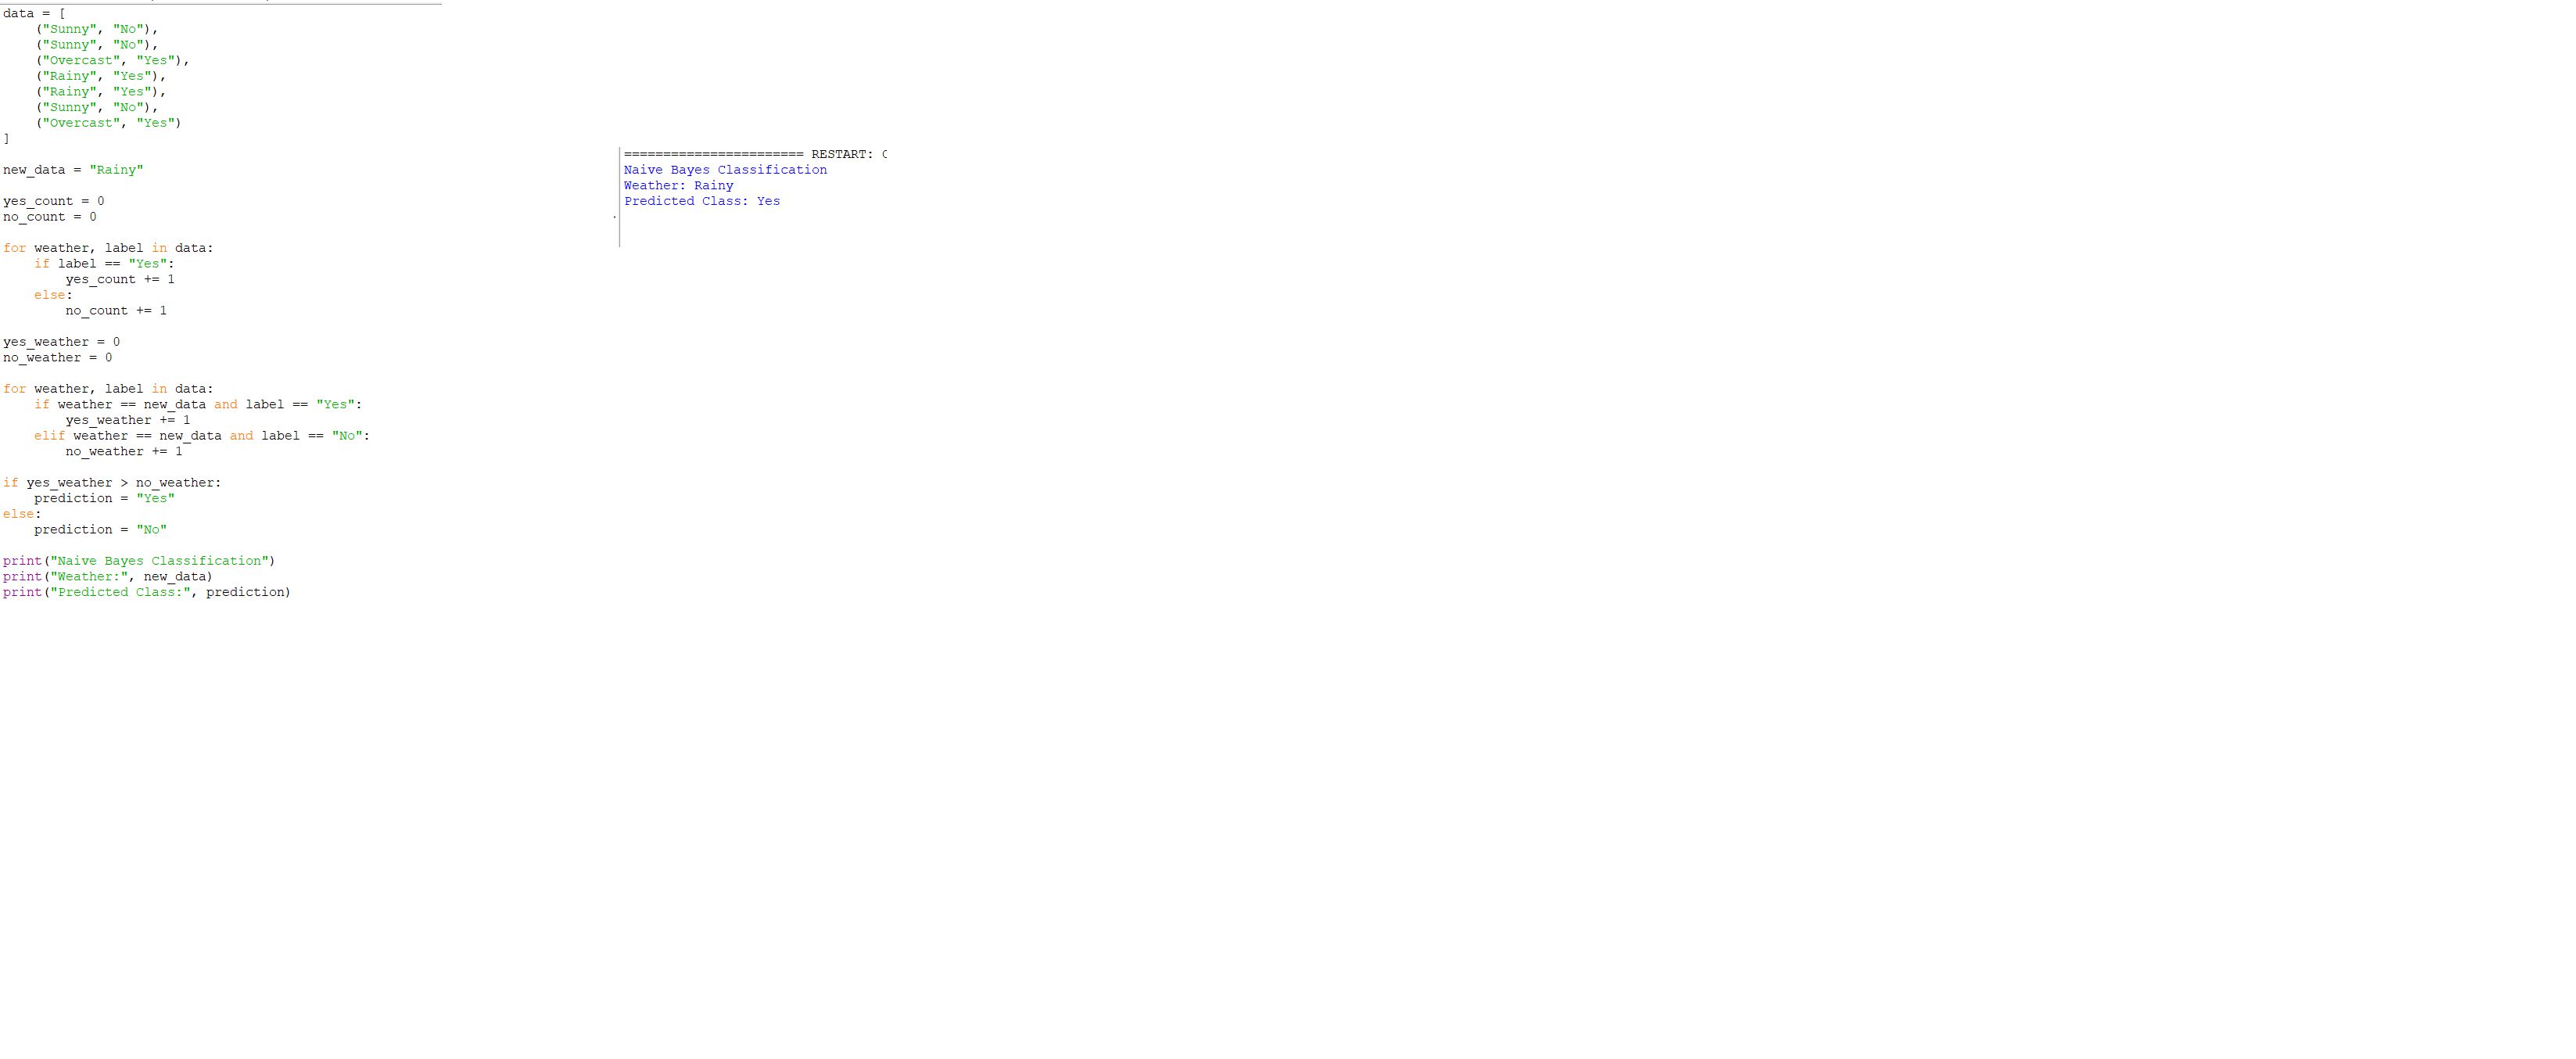 data = [
    ("Sunny", "No"),
    ("Sunny", "No"),
    ("Overcast", "Yes"),
    ("Rainy", "Yes"),
    ("Rainy", "Yes"),
    ("Sunny", "No"),
    ("Overcast", "Yes")
]

new_data = "Rainy"

yes_count = 0
no_count = 0

for weather, label in data:
    if label == "Yes":
        yes_count += 1
    else:
        no_count += 1

yes_weather = 0
no_weather = 0

for weather, label in data:
    if weather == new_data and label == "Yes":
        yes_weather += 1
    elif weather == new_data and label == "No":
        no_weather += 1

if yes_weather > no_weather:
    prediction = "Yes"
else:
    prediction = "No"

print("Naive Bayes Classification")
print("Weather:", new_data)
print("Predicted Class:", prediction)

======================= RESTART:
Naive Bayes Classification
Weather: Rainy
Predicted Class: Yes